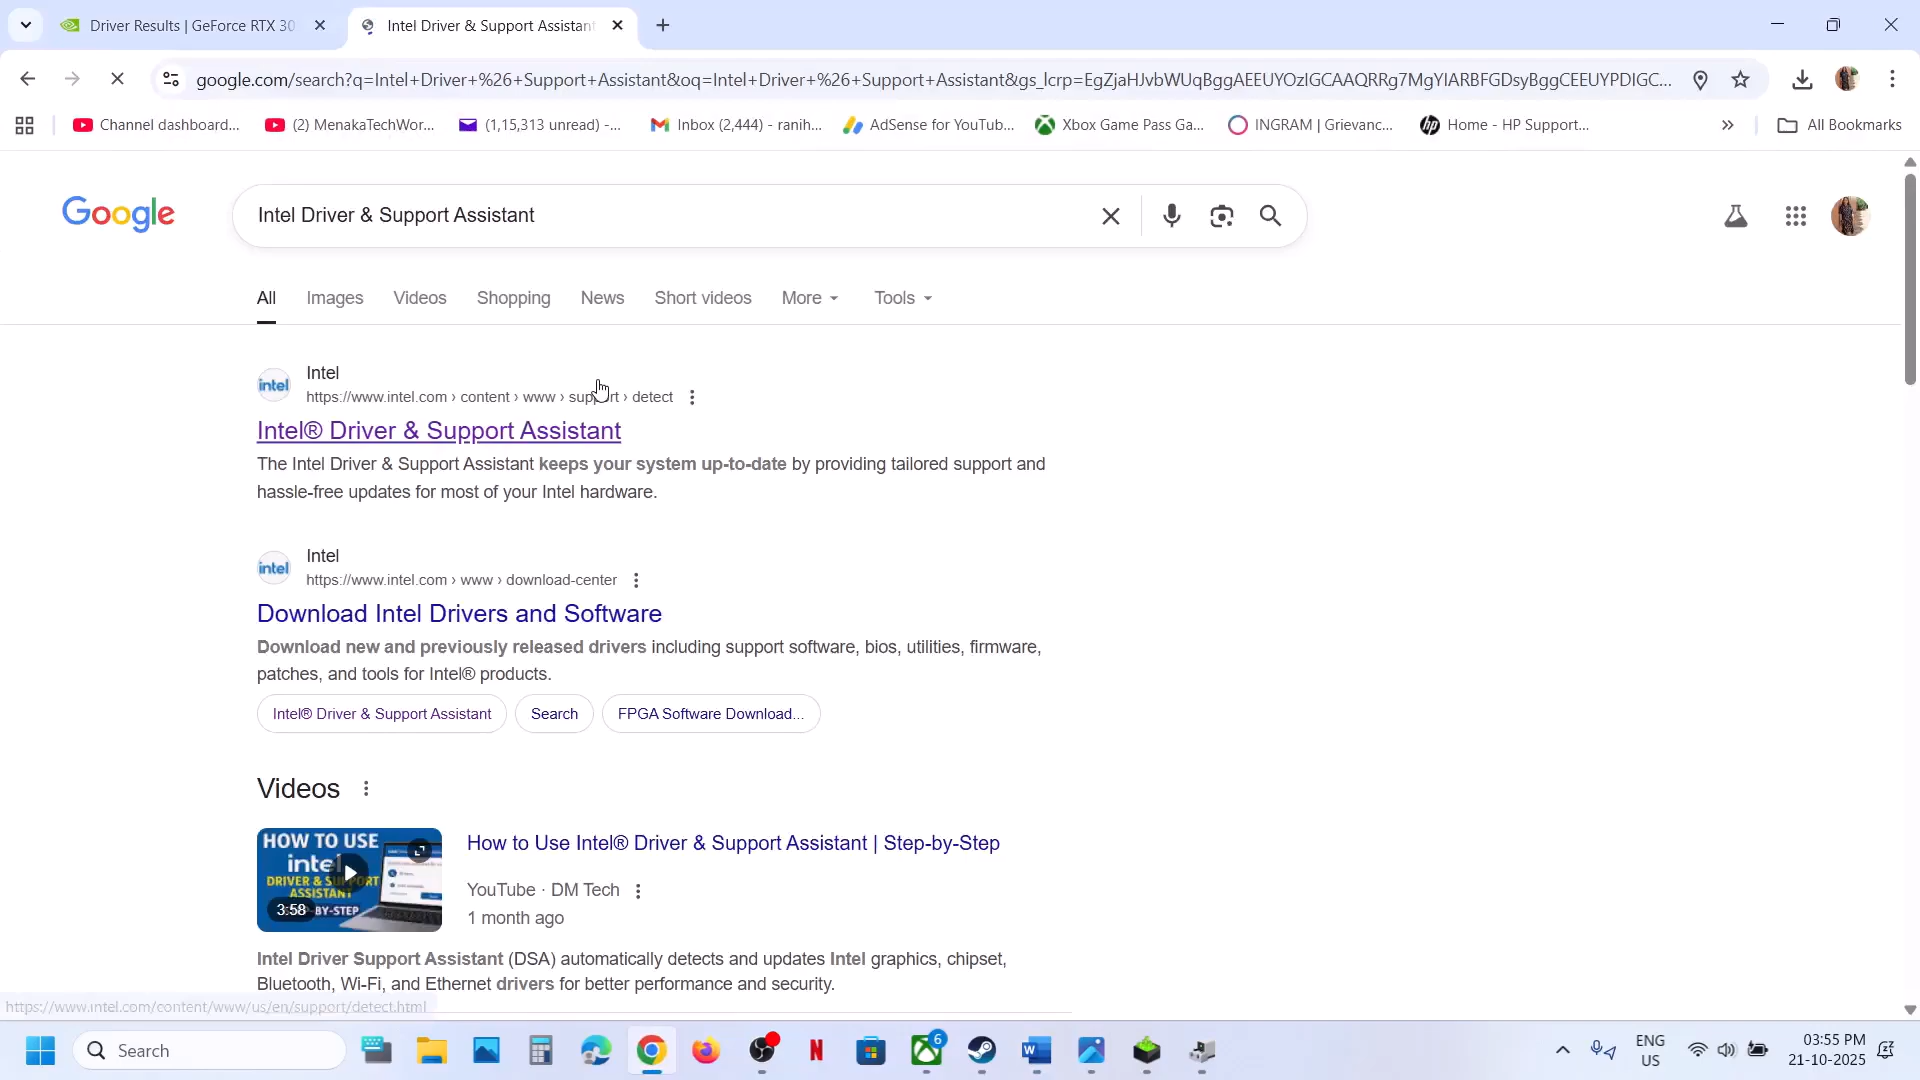 Driver Results | GeForce RTX 30
Intel Driver & Support Assistant
google.com/search?q=Intel+Driver+%26+Support+Assistant&oq=Intel+Driver+%26+Support+Assistant&gs_lcrp=EgZjaHJvbWUqBggAEEUYOzIGCAAQRRg7MgYIARBFGDsyBggCEEUYPDIGC...
Channel dashboard...
(2) MenakaTechWor...
(1,15,313 unread) -...
Inbox (2,444) - ranih...
AdSense for YouTub...
Xbox Game Pass Ga...
INGRAM | Grievanc...
Home - HP Support...
All Bookmarks
Google
Intel Driver & Support Assistant
All Images Videos Shopping News Short videos More Tools
intel
Intel
https://www.intel.com › content › www › support › detect
Intel® Driver & Support Assistant
The Intel Driver & Support Assistant keeps your system up-to-date by providing tailored support and
hassle-free updates for most of your Intel hardware.
intel
Intel
https://www.intel.com › www › download-center
Download Intel Drivers and Software
Download new and previously released drivers including support software, bios, utilities, firmware,
patches, and tools for Intel® products.
Intel® Driver & Support Assistant
Search
FPGA Software Download...
Videos
HOW TO USE
intel
DRIVER & SUPPORT
ASSISTANT
3:58
How to Use Intel® Driver & Support Assistant | Step-by-Step
YouTube · DM Tech
1 month ago
Intel Driver Support Assistant (DSA) automatically detects and updates Intel graphics, chipset,
Bluetooth, Wi-Fi, and Ethernet drivers for better performance and security.
https://www.intel.com/content/www/us/en/support/detect.html
Search
6
ENG
US
03:55 PM
21-10-2025